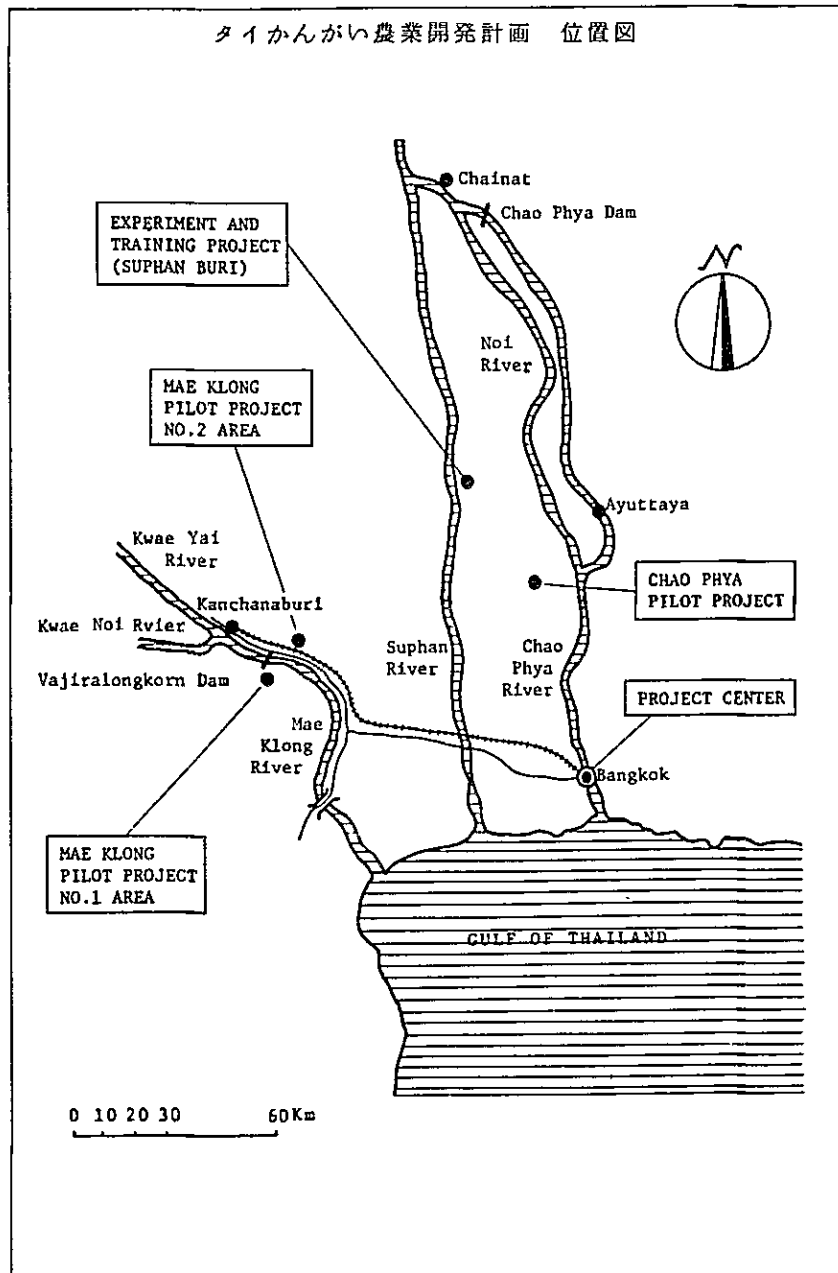 タイかんがい農業開発計画 位置図
Chainat
Chao Phya Dam
EXPERIMENT AND
TRAINING PROJECT
(SUPHAN BURI)
N
Noi
River
MAE KLONG
PILOT PROJECT
NO.2 AREA
Ayuttaya
Kwae Yai
River
CHAO PHYA
PILOT PROJECT
Kanchanaburi
Kwae Noi Rvier
Suphan
River
Chao
Phya
River
Vajiralongkorn Dam
PROJECT CENTER
Mae
Klong
River
Bangkok
MAE KLONG
PILOT PROJECT
NO.1 AREA
GULF OF THAILAND
0 10 20 30 60Km